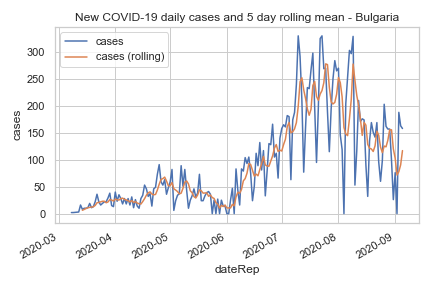 New COVID-19 daily cases and 5 day rolling mean - Bulgaria
cases
cases (rolling)
300
250
200
150
100
50
0
cases
2020-03
2020-04
2020-05
2020-06
2020-07
2020-08
2020-09
dateRep